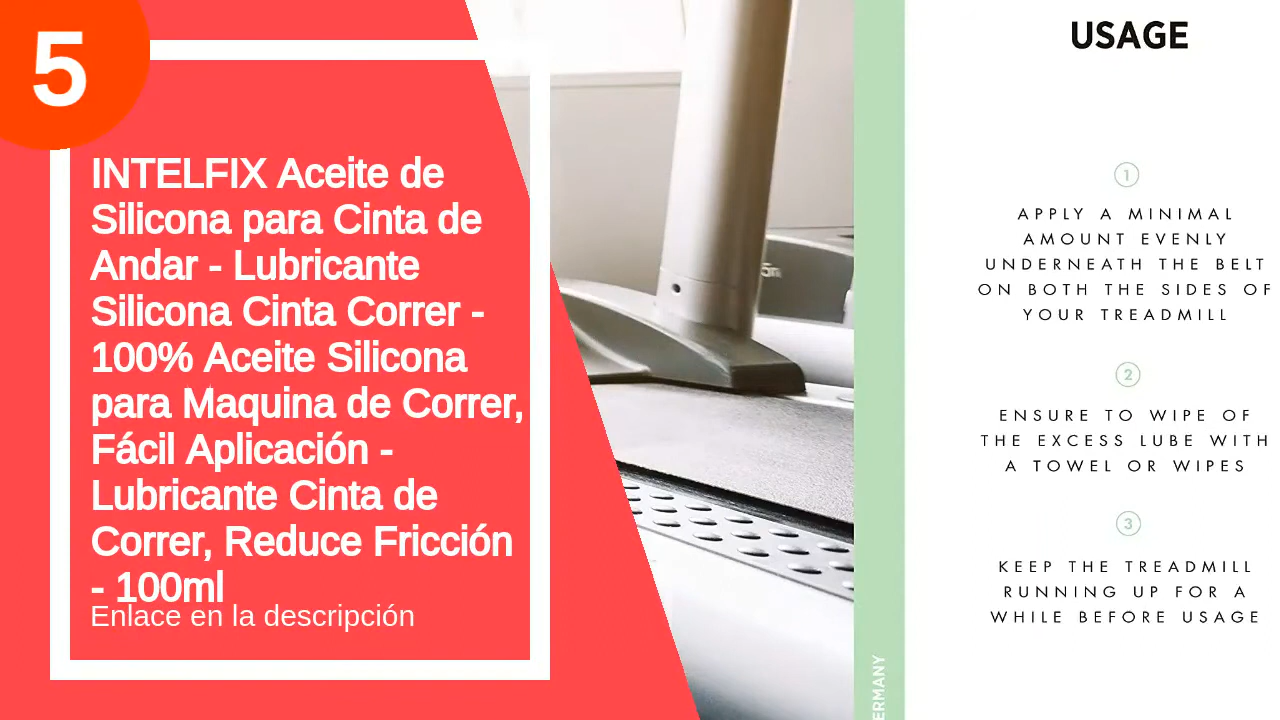 5
INTELFIX Aceite de
Silicona para Cinta de
Andar - Lubricante
Silicona Cinta Correr -
100% Aceite Silicona
para Maquina de Correr,
Fácil Aplicación -
Lubricante Cinta de
Correr, Reduce Fricción
- 100ml
Enlace en la descripción
USAGE
1
APPLY A MINIMAL
AMOUNT EVENLY
UNDERNEATH THE BELT
ON BOTH THE SIDES OF
YOUR TREADMILL
2
ENSURE TO WIPE OF
THE EXCESS LUBE WITH
A TOWEL OR WIPES
3
KEEP THE TREADMILL
RUNNING UP FOR A
WHILE BEFORE USAGE
ERMANY